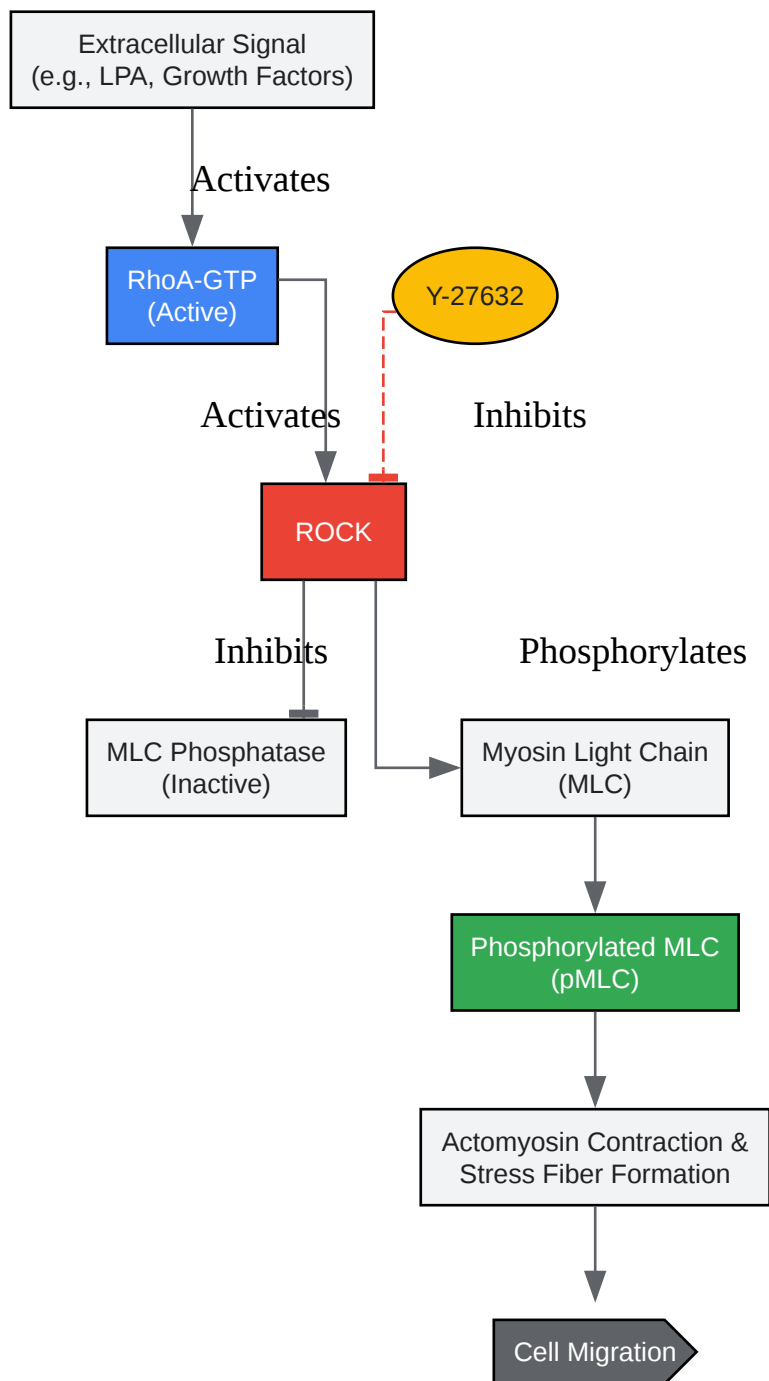 Extracellular Signal
(e.g., LPA, Growth Factors)
Activates
RhoA-GTP
(Active)
Y-27632
Activates
Inhibits
ROCK
Inhibits
Phosphorylates
MLC Phosphatase
(Inactive)
Myosin Light Chain
(MLC)
Phosphorylated MLC
(pMLC)
Actomyosin Contraction &
Stress Fiber Formation
Cell Migration